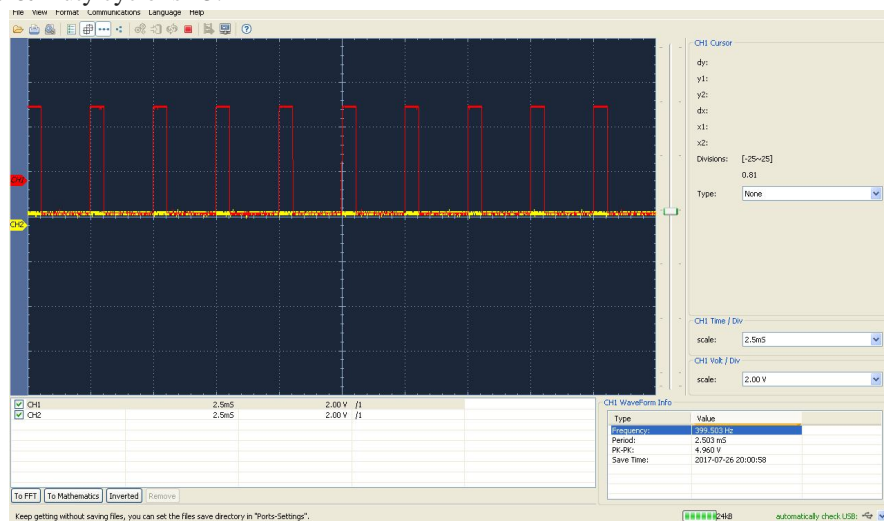 File View Format Communications Language Help
CH1 Cursor
dy:
y1:
y2:
dx:
x1:
x2:
Divisions: [-25~25]
0.81
Type: None
CH1
CH2
CH1 Time / Div
scale: 2.5mS
CH1 Volt / Div
scale: 2.00 V
CH1 2.5mS 2.00 V /1
CH2 2.5mS 2.00 V /1
CH1 WaveForm Info
Type Value
Frequency: 399.503 Hz
Period: 2.503 mS
PK-PK: 4.960 V
Save Time: 2017-07-26 20:00:58
To FFT To Mathematics Inverted Remove
Keep getting without saving files, you can set the files save directory in "Ports-Settings".
24kB automatically check USB: